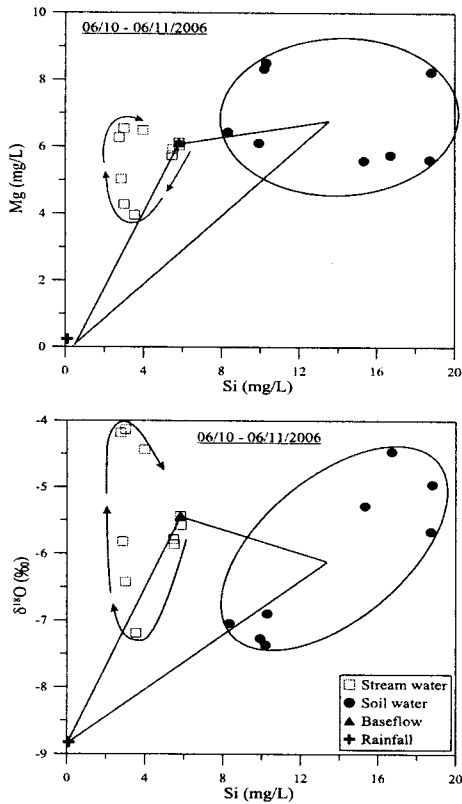 06/10 - 06/11/2006
Mg (mg/L)
10
8
6
4
2
0
0 4 8 12 16 20
Si (mg/L)
06/10 - 06/11/2006
δ¹⁸O (‰)
-4
-5
-6
-7
-8
-9
Stream water
Soil water
Baseflow
Rainfall
0 4 8 12 16 20
Si (mg/L)